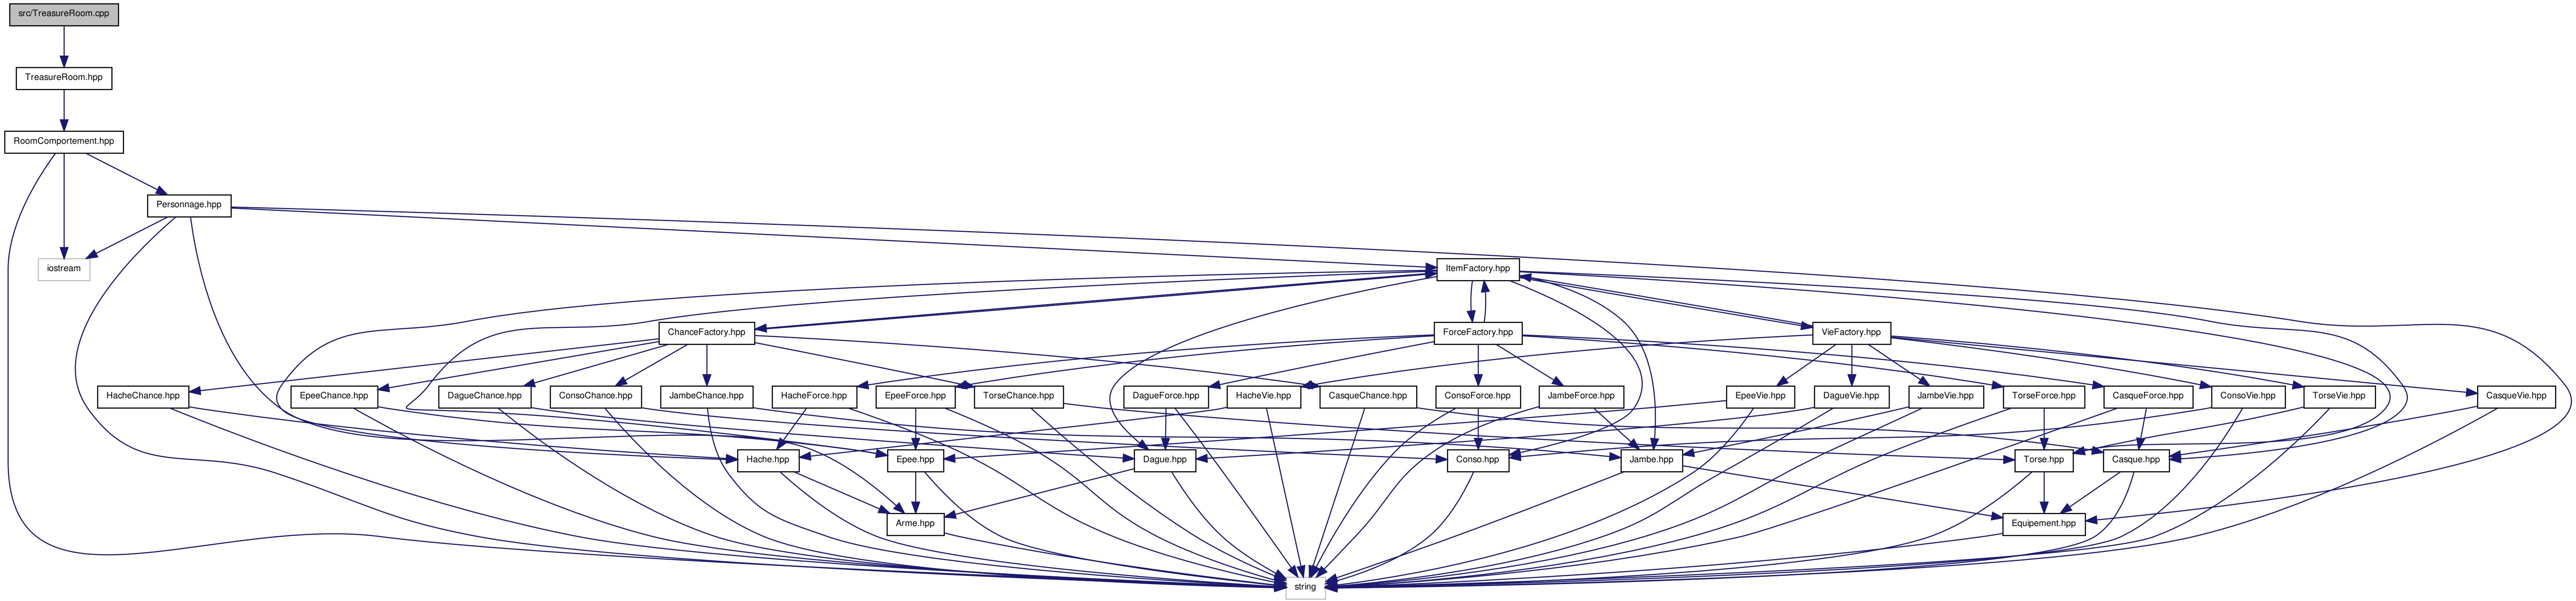 src/TreasureRoom.cpp
TreasureRoom.hpp
RoomComportement.hpp
Personnage.hpp
iostream
ItemFactory.hpp
ChanceFactory.hpp
ForceFactory.hpp
VieFactory.hpp
HacheChance.hpp
EpeeChance.hpp
DagueChance.hpp
ConsoChance.hpp
JambeChance.hpp
HacheForce.hpp
EpeeForce.hpp
TorseChance.hpp
DagueForce.hpp
HacheVie.hpp
CasqueChance.hpp
ConsoForce.hpp
JambeForce.hpp
EpeeVie.hpp
DagueVie.hpp
JambeVie.hpp
TorseForce.hpp
CasqueForce.hpp
ConsoVie.hpp
TorseVie.hpp
CasqueVie.hpp
Hache.hpp
Epee.hpp
Dague.hpp
Conso.hpp
Jambe.hpp
Torse.hpp
Casque.hpp
Arme.hpp
Equipement.hpp
string